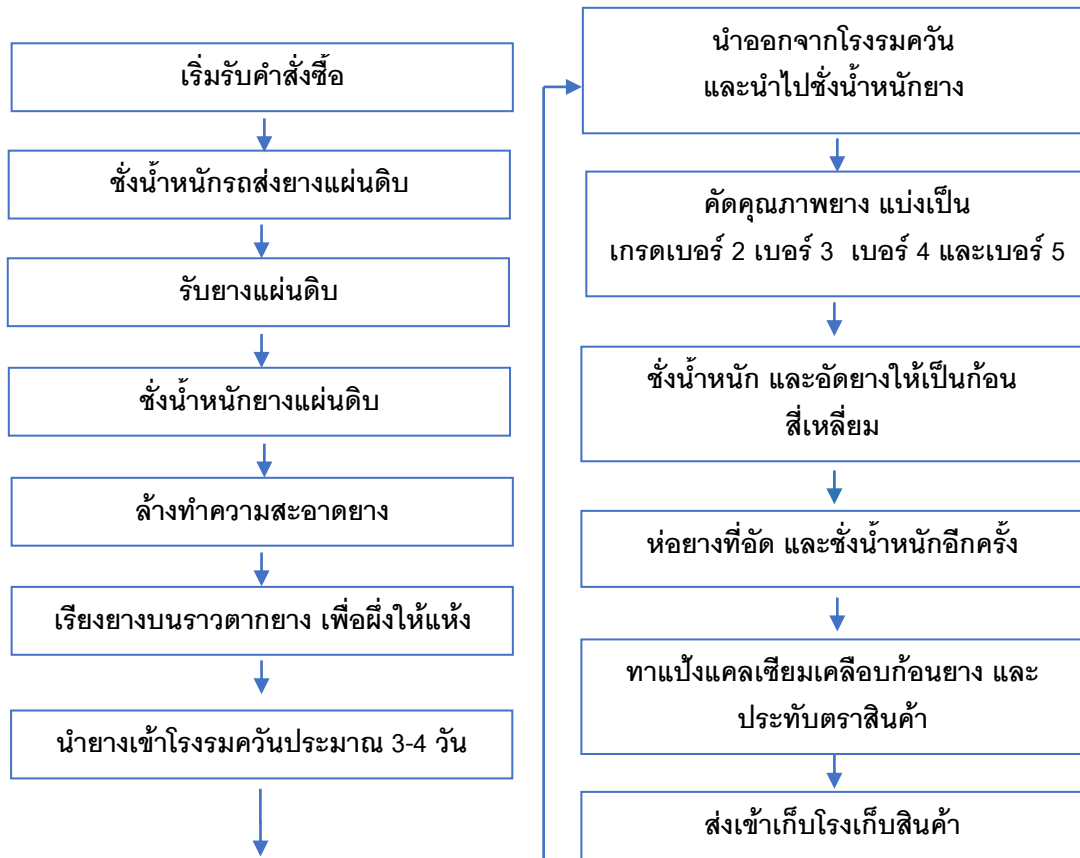 เริ่มรับคำสั่งซื้อ
ชั่งน้ำหนักรถส่งยางแผ่นดิบ
รับยางแผ่นดิบ
ชั่งน้ำหนักยางแผ่นดิบ
ล้างทำความสะอาดยาง
เรียงยางบนราวตากยาง เพื่อผึ่งให้แห้ง
นำยางเข้าโรงรมควันประมาณ 3-4 วัน
นำออกจากโรงรมควัน
และนำไปชั่งน้ำหนักยาง
คัดคุณภาพยาง แบ่งเป็น
เกรดเบอร์ 2 เบอร์ 3 เบอร์ 4 และเบอร์ 5
ชั่งน้ำหนัก และอัดยางให้เป็นก้อน
สี่เหลี่ยม
ห่อยางที่อัด และชั่งน้ำหนักอีกครั้ง
ทาแป้งแคลเซียมเคลือบก้อนยาง และ
ประทับตราสินค้า
ส่งเข้าเก็บโรงเก็บสินค้า